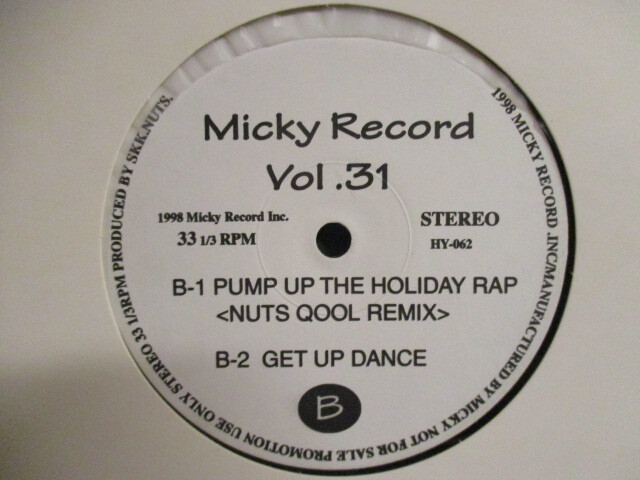 Micky Record
Vol .31
1998 Micky Record Inc.
33 1/3 RPM
STEREO
HY-062
B-1 PUMP UP THE HOLIDAY RAP
<NUTS QOOL REMIX>
B-2 GET UP DANCE
B
1998 MICKY RECORD .INC/MANUFACTURED BY MICKY NOT FOR SALE PROMOTION USE ONLY STEREO 33 1/3RPM PRODUCED BY SKK.NUTS.